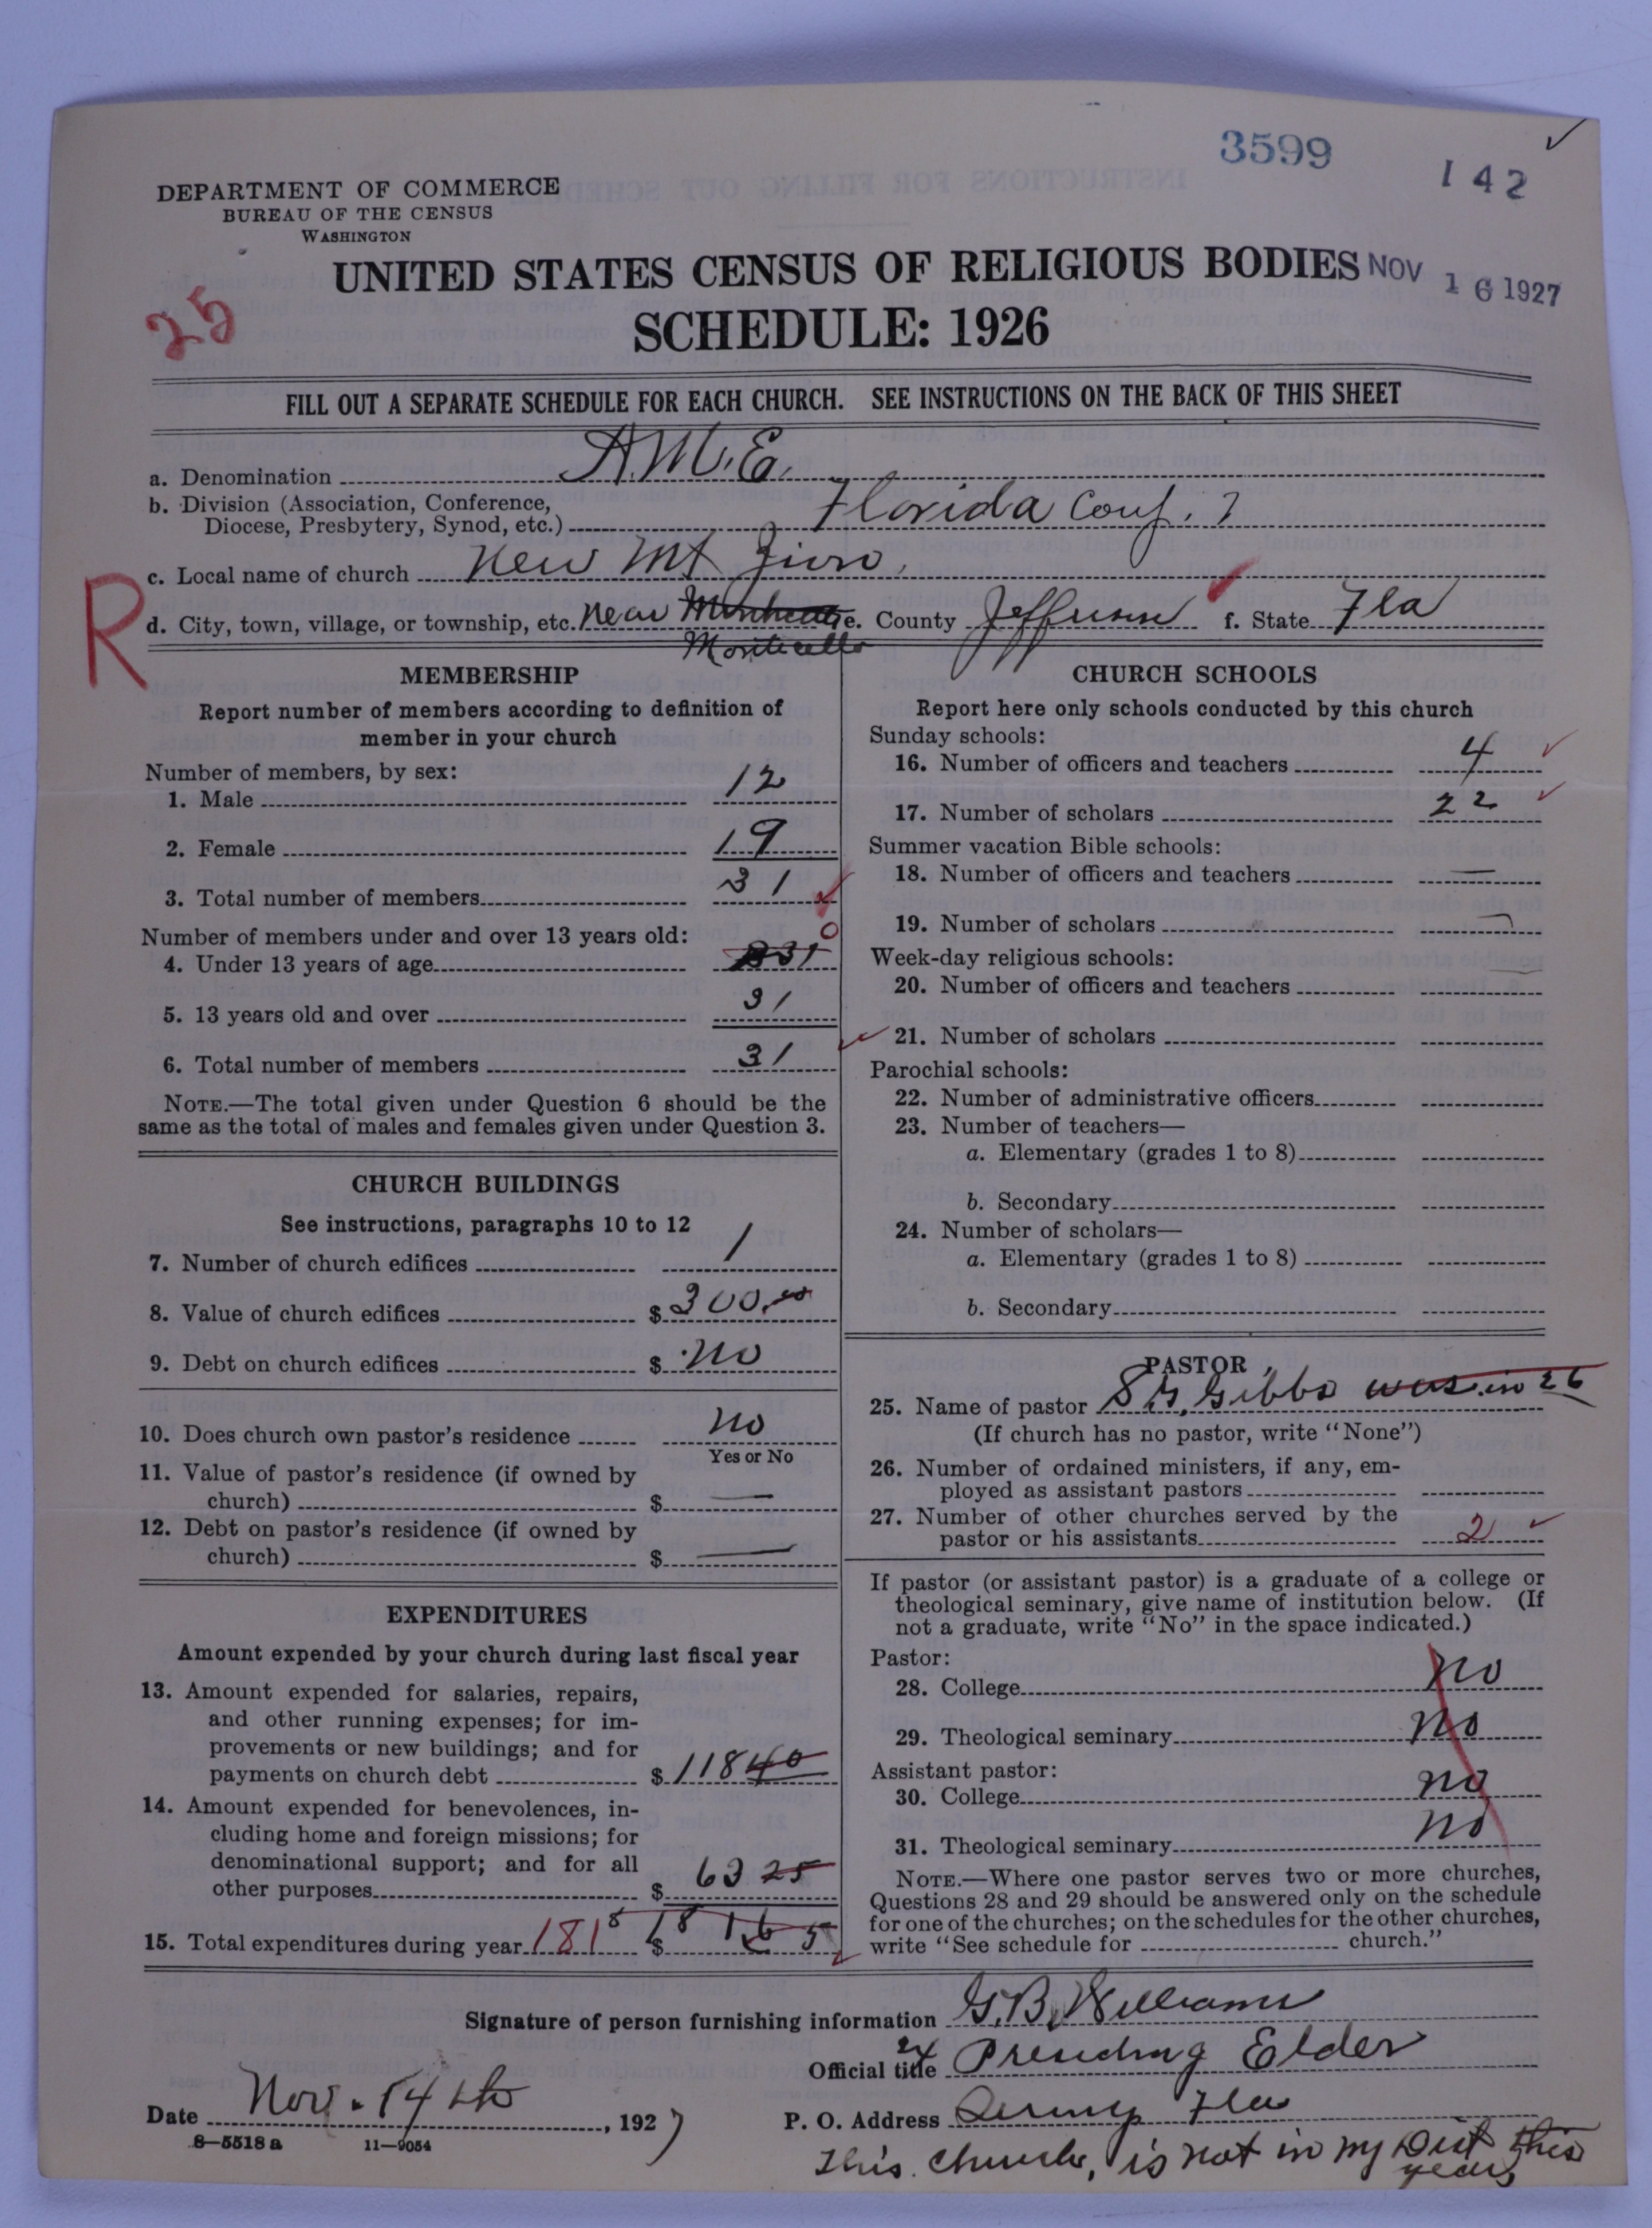 3599
142
DEPARTMENT OF COMMERCE
BUREAU OF THE CENSUS
WASHINGTON
UNITED STATES CENSUS OF RELIGIOUS BODIES NOV 16 1927
25
SCHEDULE: 1926
FILL OUT A SEPARATE SCHEDULE FOR EACH CHURCH. SEE INSTRUCTIONS ON THE BACK OF THIS SHEET
a. Denomination A.M.E.
b. Division (Association, Conference,
Diocese, Presbytery, Synod, etc.) Florida Conf.
c. Local name of church New Mt Zion
R
d. City, town, village, or township, etc. near Monticello e. County Jefferson f. State Fla
MEMBERSHIP
Report number of members according to definition of
member in your church
Number of members, by sex:
1. Male 12
2. Female 19
3. Total number of members 31
Number of members under and over 13 years old:
4. Under 13 years of age 31 0
5. 13 years old and over 31
6. Total number of members 31
NOTE.—The total given under Question 6 should be the
same as the total of males and females given under Question 3.
CHURCH BUILDINGS
See instructions, paragraphs 10 to 12
7. Number of church edifices 1
8. Value of church edifices $ 300.00
9. Debt on church edifices $ no
10. Does church own pastor's residence no
Yes or No
11. Value of pastor's residence (if owned by
church) $ —
12. Debt on pastor's residence (if owned by
church) $ —
EXPENDITURES
Amount expended by your church during last fiscal year
13. Amount expended for salaries, repairs,
and other running expenses; for im-
provements or new buildings; and for
payments on church debt $ 118 40
14. Amount expended for benevolences, in-
cluding home and foreign missions; for
denominational support; and for all
other purposes $ 63 25
15. Total expenditures during year 181 $ 181 65
CHURCH SCHOOLS
Report here only schools conducted by this church
Sunday schools:
16. Number of officers and teachers 4
17. Number of scholars 22
Summer vacation Bible schools:
18. Number of officers and teachers —
19. Number of scholars —
Week-day religious schools:
20. Number of officers and teachers
21. Number of scholars
Parochial schools:
22. Number of administrative officers
23. Number of teachers—
a. Elementary (grades 1 to 8)
b. Secondary
24. Number of scholars—
a. Elementary (grades 1 to 8)
b. Secondary
PASTOR
25. Name of pastor S. G. Gibbs was in 26
(If church has no pastor, write "None")
26. Number of ordained ministers, if any, em-
ployed as assistant pastors
27. Number of other churches served by the
pastor or his assistants 2
If pastor (or assistant pastor) is a graduate of a college or
theological seminary, give name of institution below. (If
not a graduate, write "No" in the space indicated.)
Pastor:
28. College no
29. Theological seminary no
Assistant pastor:
30. College no
31. Theological seminary no
NOTE.—Where one pastor serves two or more churches,
Questions 28 and 29 should be answered only on the schedule
for one of the churches; on the schedules for the other churches,
write "See schedule for church."
Signature of person furnishing information G.B. Williams
Official title Presiding Elder
Date Nov. 14th, 1927
P. O. Address Fla
8—5518 a 11—9054
This church, is not in my Dist this
year